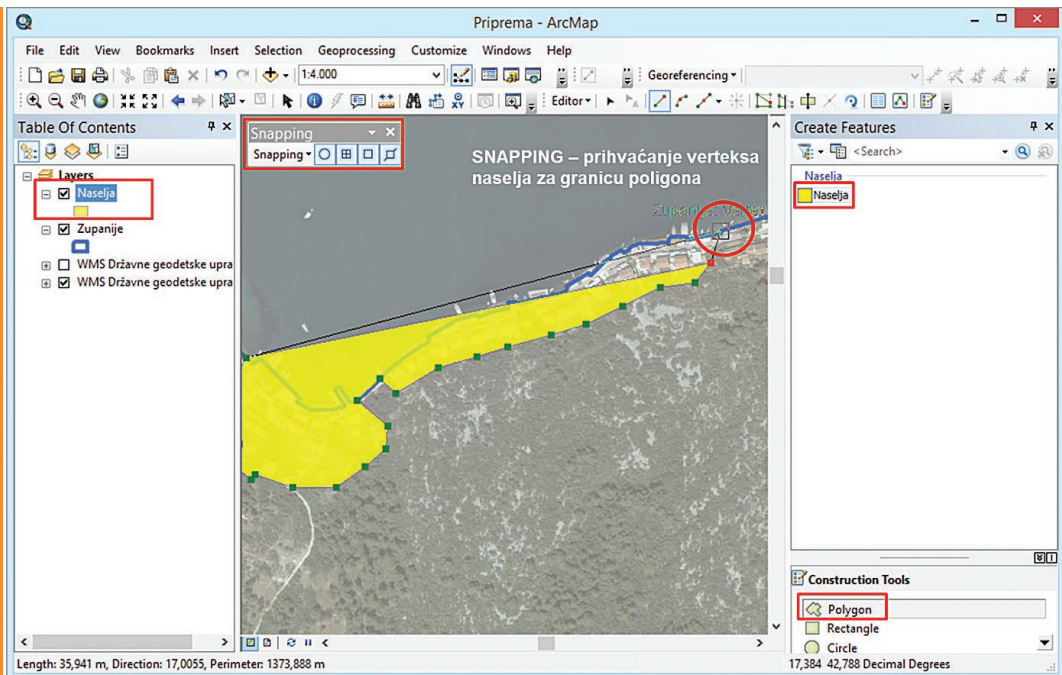 Priprema - ArcMap
File Edit View Bookmarks Insert Selection Geoprocessing Customize Windows Help
1:4.000 Georeferencing
Editor
Table Of Contents
Layers
Naselja
Zupanije
WMS Državne geodetske upra
WMS Državne geodetske upra
Snapping
Snapping
SNAPPING – prihvaćanje verteksa
naselja za granicu poligona
Zupanije: Vertex
Create Features
<Search>
Naselja
Naselja
Construction Tools
Polygon
Rectangle
Circle
Length: 35,941 m, Direction: 17,0055, Perimeter: 1373,888 m
17,384 42,788 Decimal Degrees